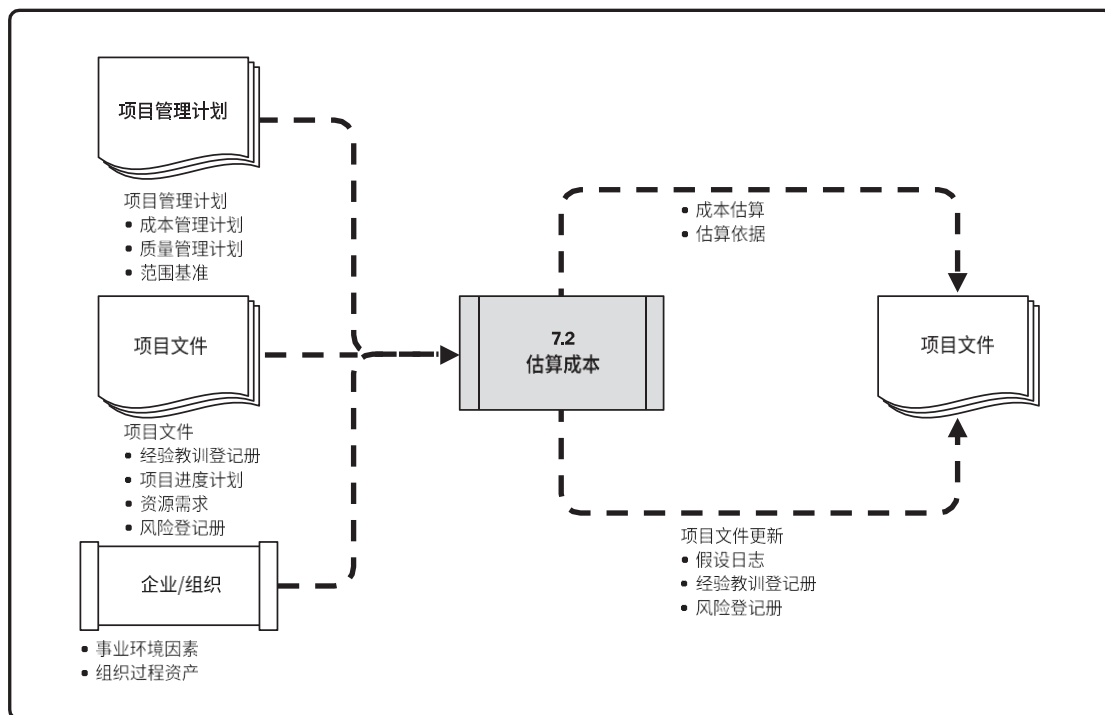 项目管理计划
项目管理计划
• 成本管理计划
• 质量管理计划
• 范围基准
项目文件
项目文件
• 经验教训登记册
• 项目进度计划
• 资源需求
• 风险登记册
企业/组织
• 事业环境因素
• 组织过程资产
7.2
估算成本
• 成本估算
• 估算依据
项目文件
项目文件更新
• 假设日志
• 经验教训登记册
• 风险登记册